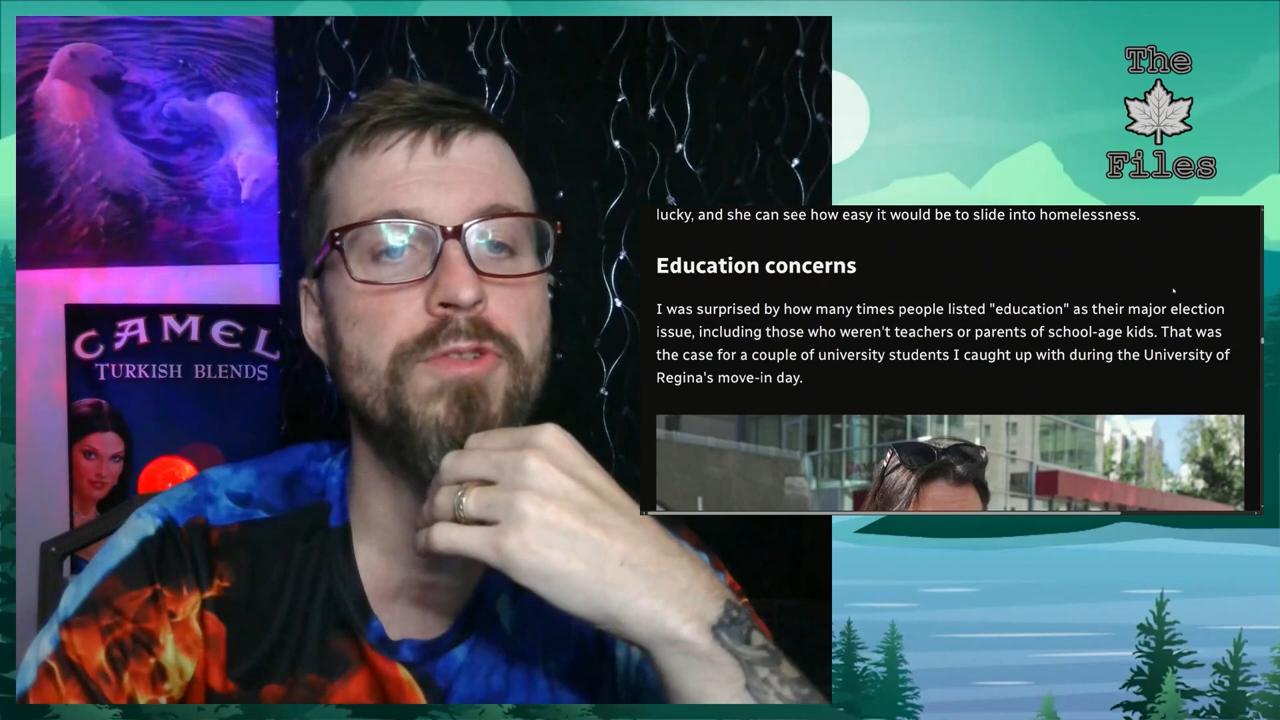 The
Files
CAMEL
TURKISH BLENDS
lucky, and she can see how easy it would be to slide into homelessness.
Education concerns
I was surprised by how many times people listed "education" as their major election
issue, including those who weren't teachers or parents of school-age kids. That was
the case for a couple of university students I caught up with during the University of
Regina's move-in day.